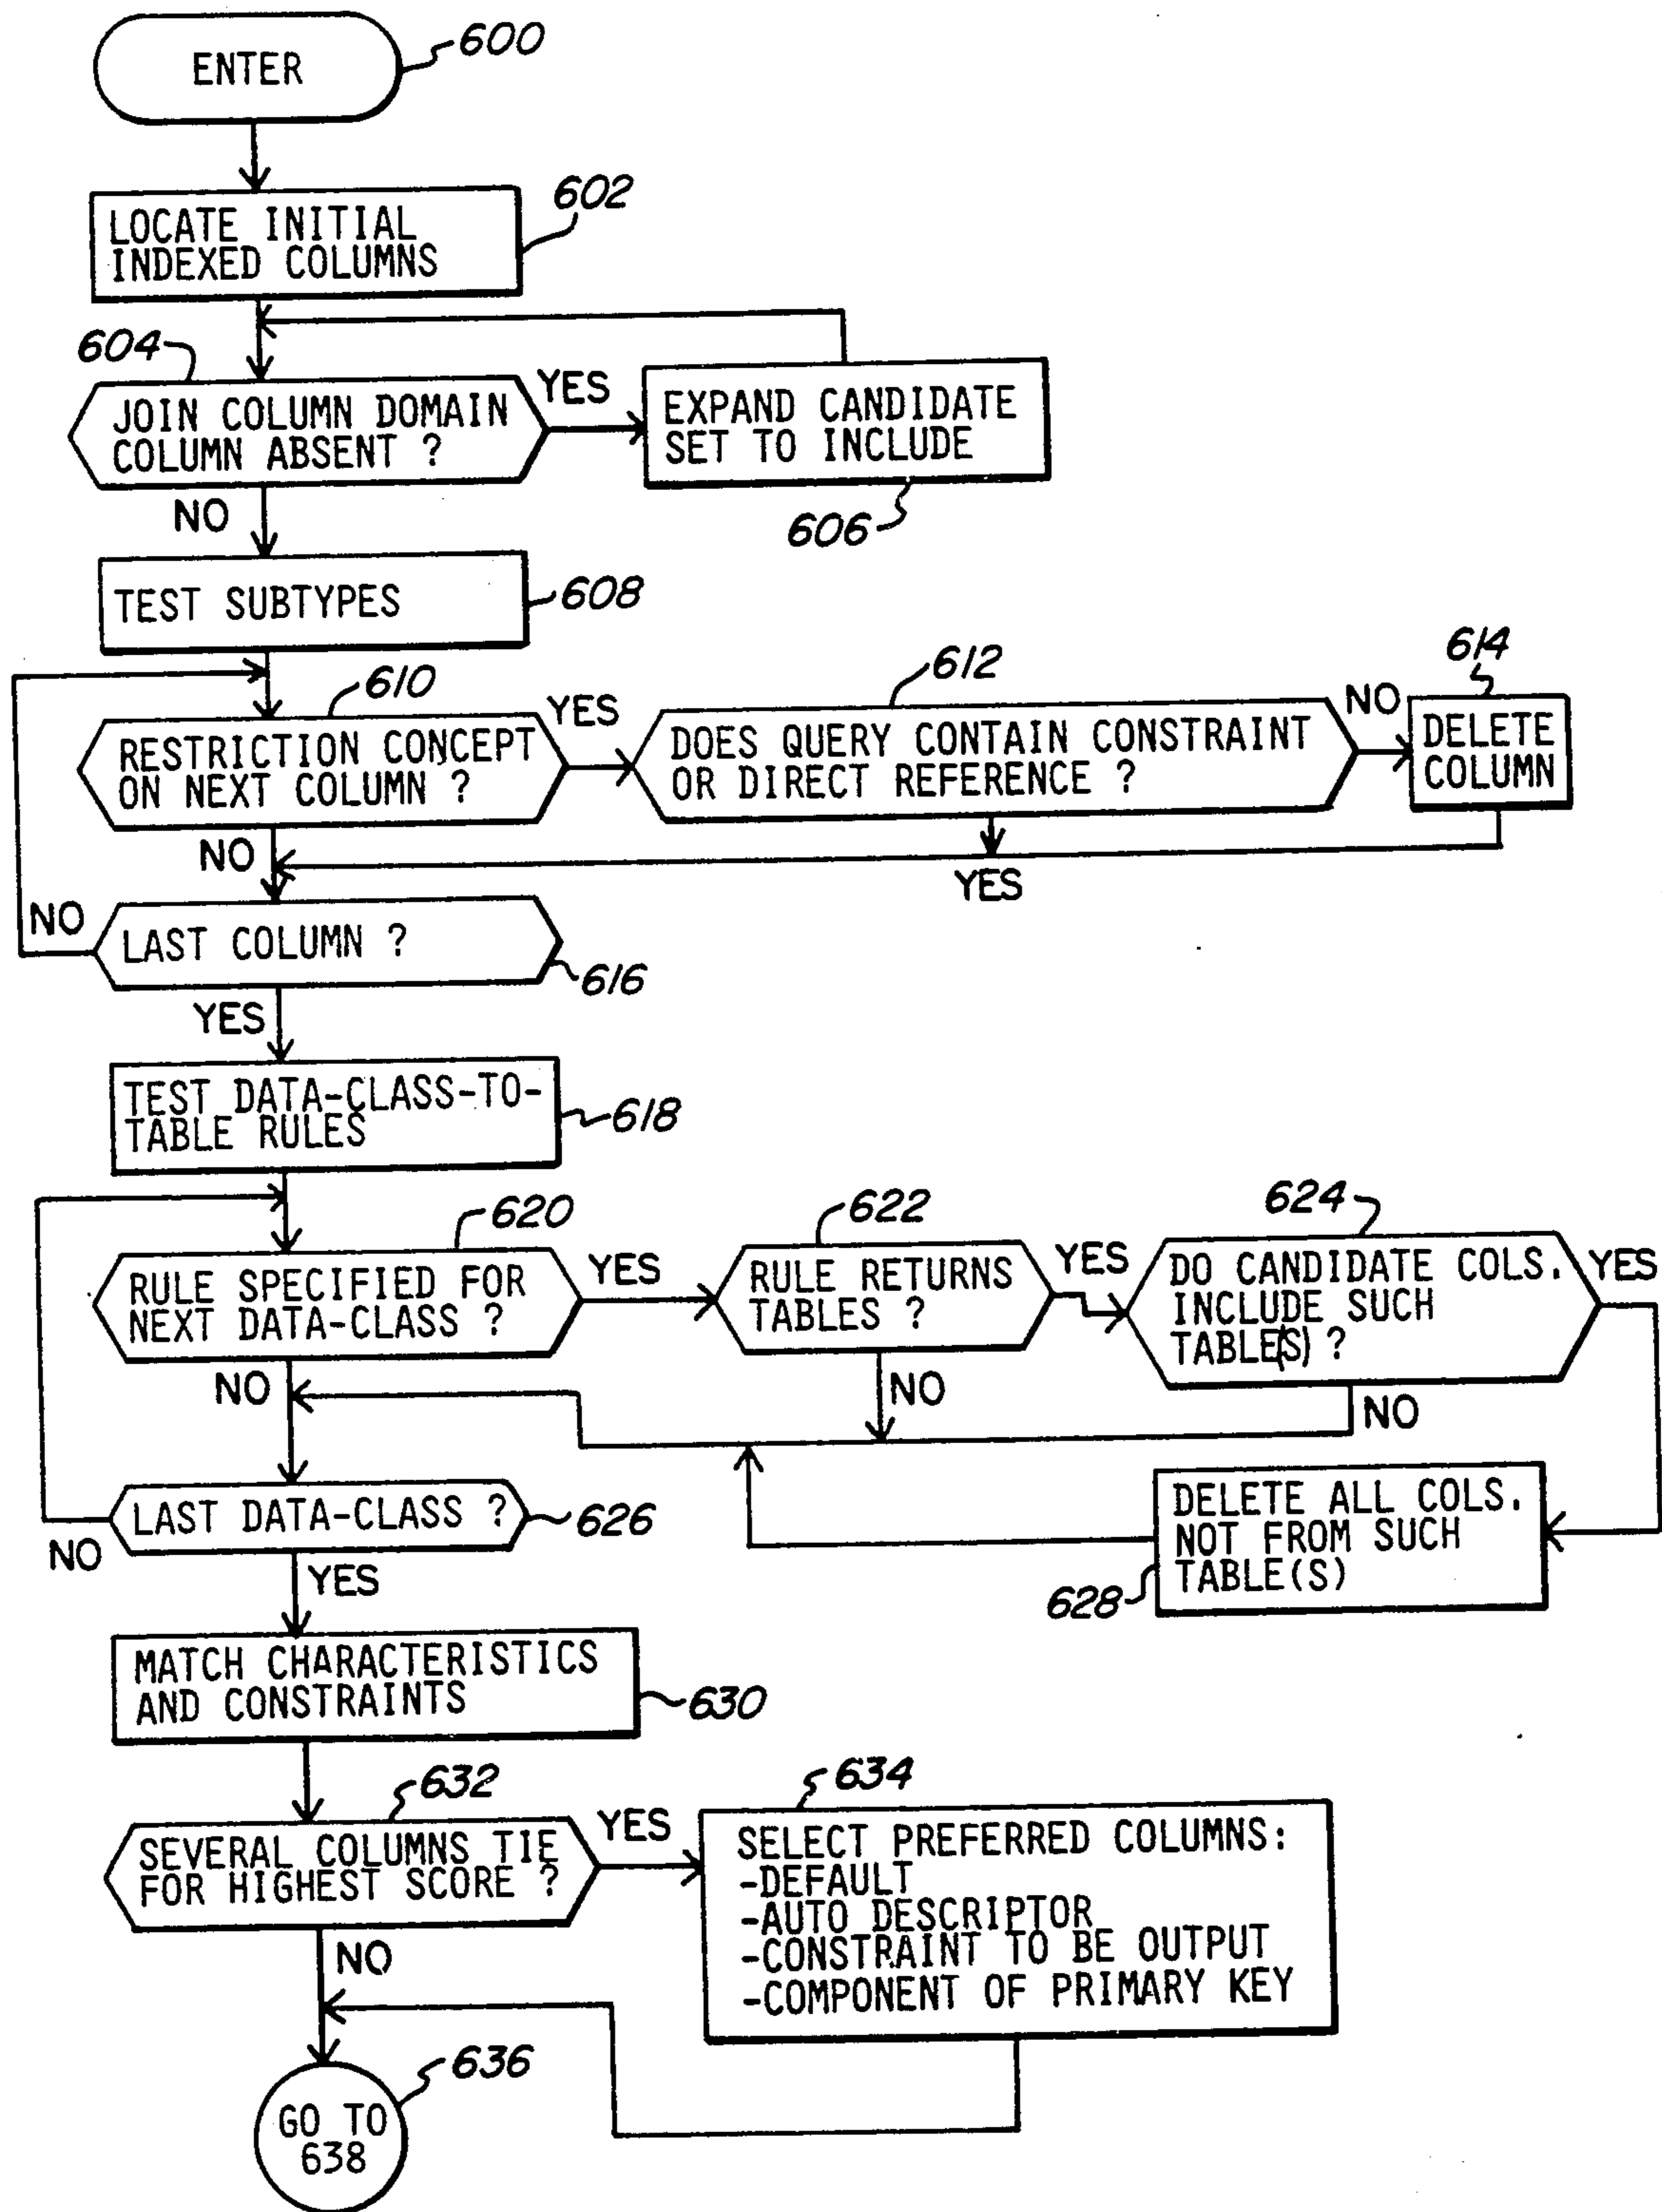 600
ENTER
602
LOCATE INITIAL
INDEXED COLUMNS
604
JOIN COLUMN DOMAIN
COLUMN ABSENT ?
YES
EXPAND CANDIDATE
SET TO INCLUDE
606
NO
TEST SUBTYPES
608
610
RESTRICTION CONCEPT
ON NEXT COLUMN ?
YES
612
DOES QUERY CONTAIN CONSTRAINT
OR DIRECT REFERENCE ?
NO
614
DELETE
COLUMN
NO
YES
NO
LAST COLUMN ?
616
YES
TEST DATA-CLASS-TO-
TABLE RULES
618
620
RULE SPECIFIED FOR
NEXT DATA-CLASS ?
YES
622
RULE RETURNS
TABLES ?
YES
624
DO CANDIDATE COLS.
INCLUDE SUCH
TABLE(S) ?
YES
NO
NO
NO
LAST DATA-CLASS ?
626
NO
YES
DELETE ALL COLS.
NOT FROM SUCH
TABLE(S)
628
MATCH CHARACTERISTICS
AND CONSTRAINTS
630
632
SEVERAL COLUMNS TIE
FOR HIGHEST SCORE ?
YES
634
SELECT PREFERRED COLUMNS:
-DEFAULT
-AUTO DESCRIPTOR
-CONSTRAINT TO BE OUTPUT
-COMPONENT OF PRIMARY KEY
NO
636
GO TO
638